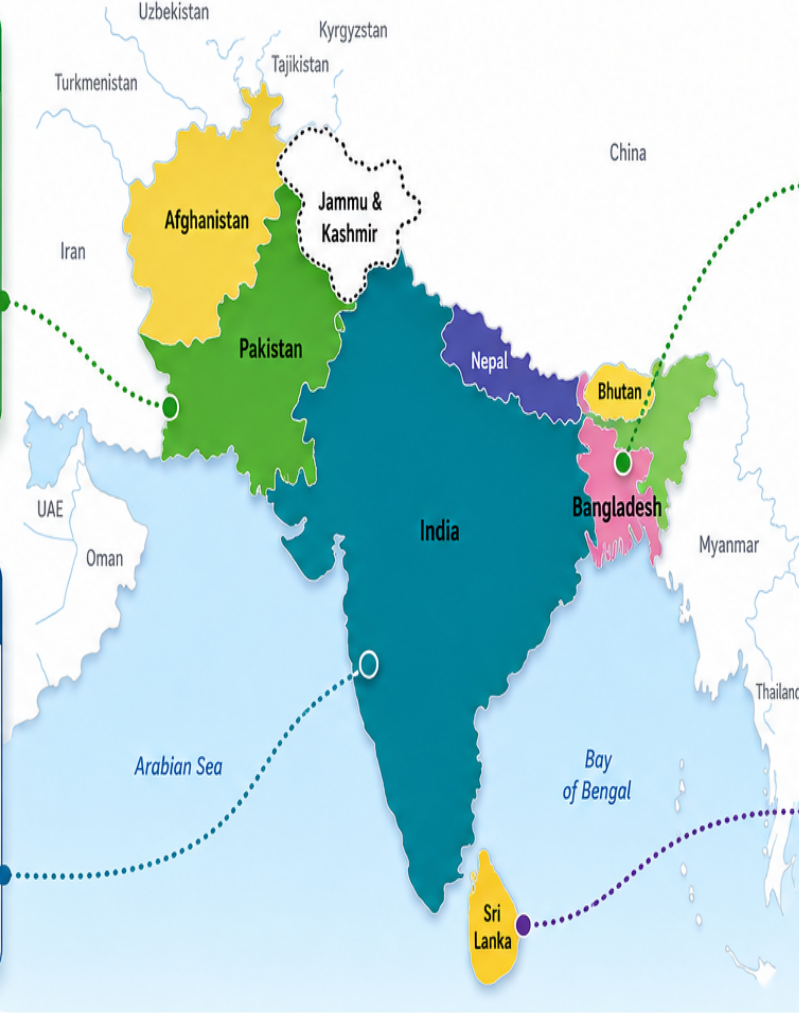 Uzbekistan
Kyrgyzstan
Tajikistan
Turkmenistan
China
Jammu &
Kashmir
Afghanistan
Iran
Pakistan
Nepal
Bhutan
UAE
Bangladesh
India
Oman
Myanmar
Thailand
Arabian Sea
Bay
of Bengal
Sri
Lanka